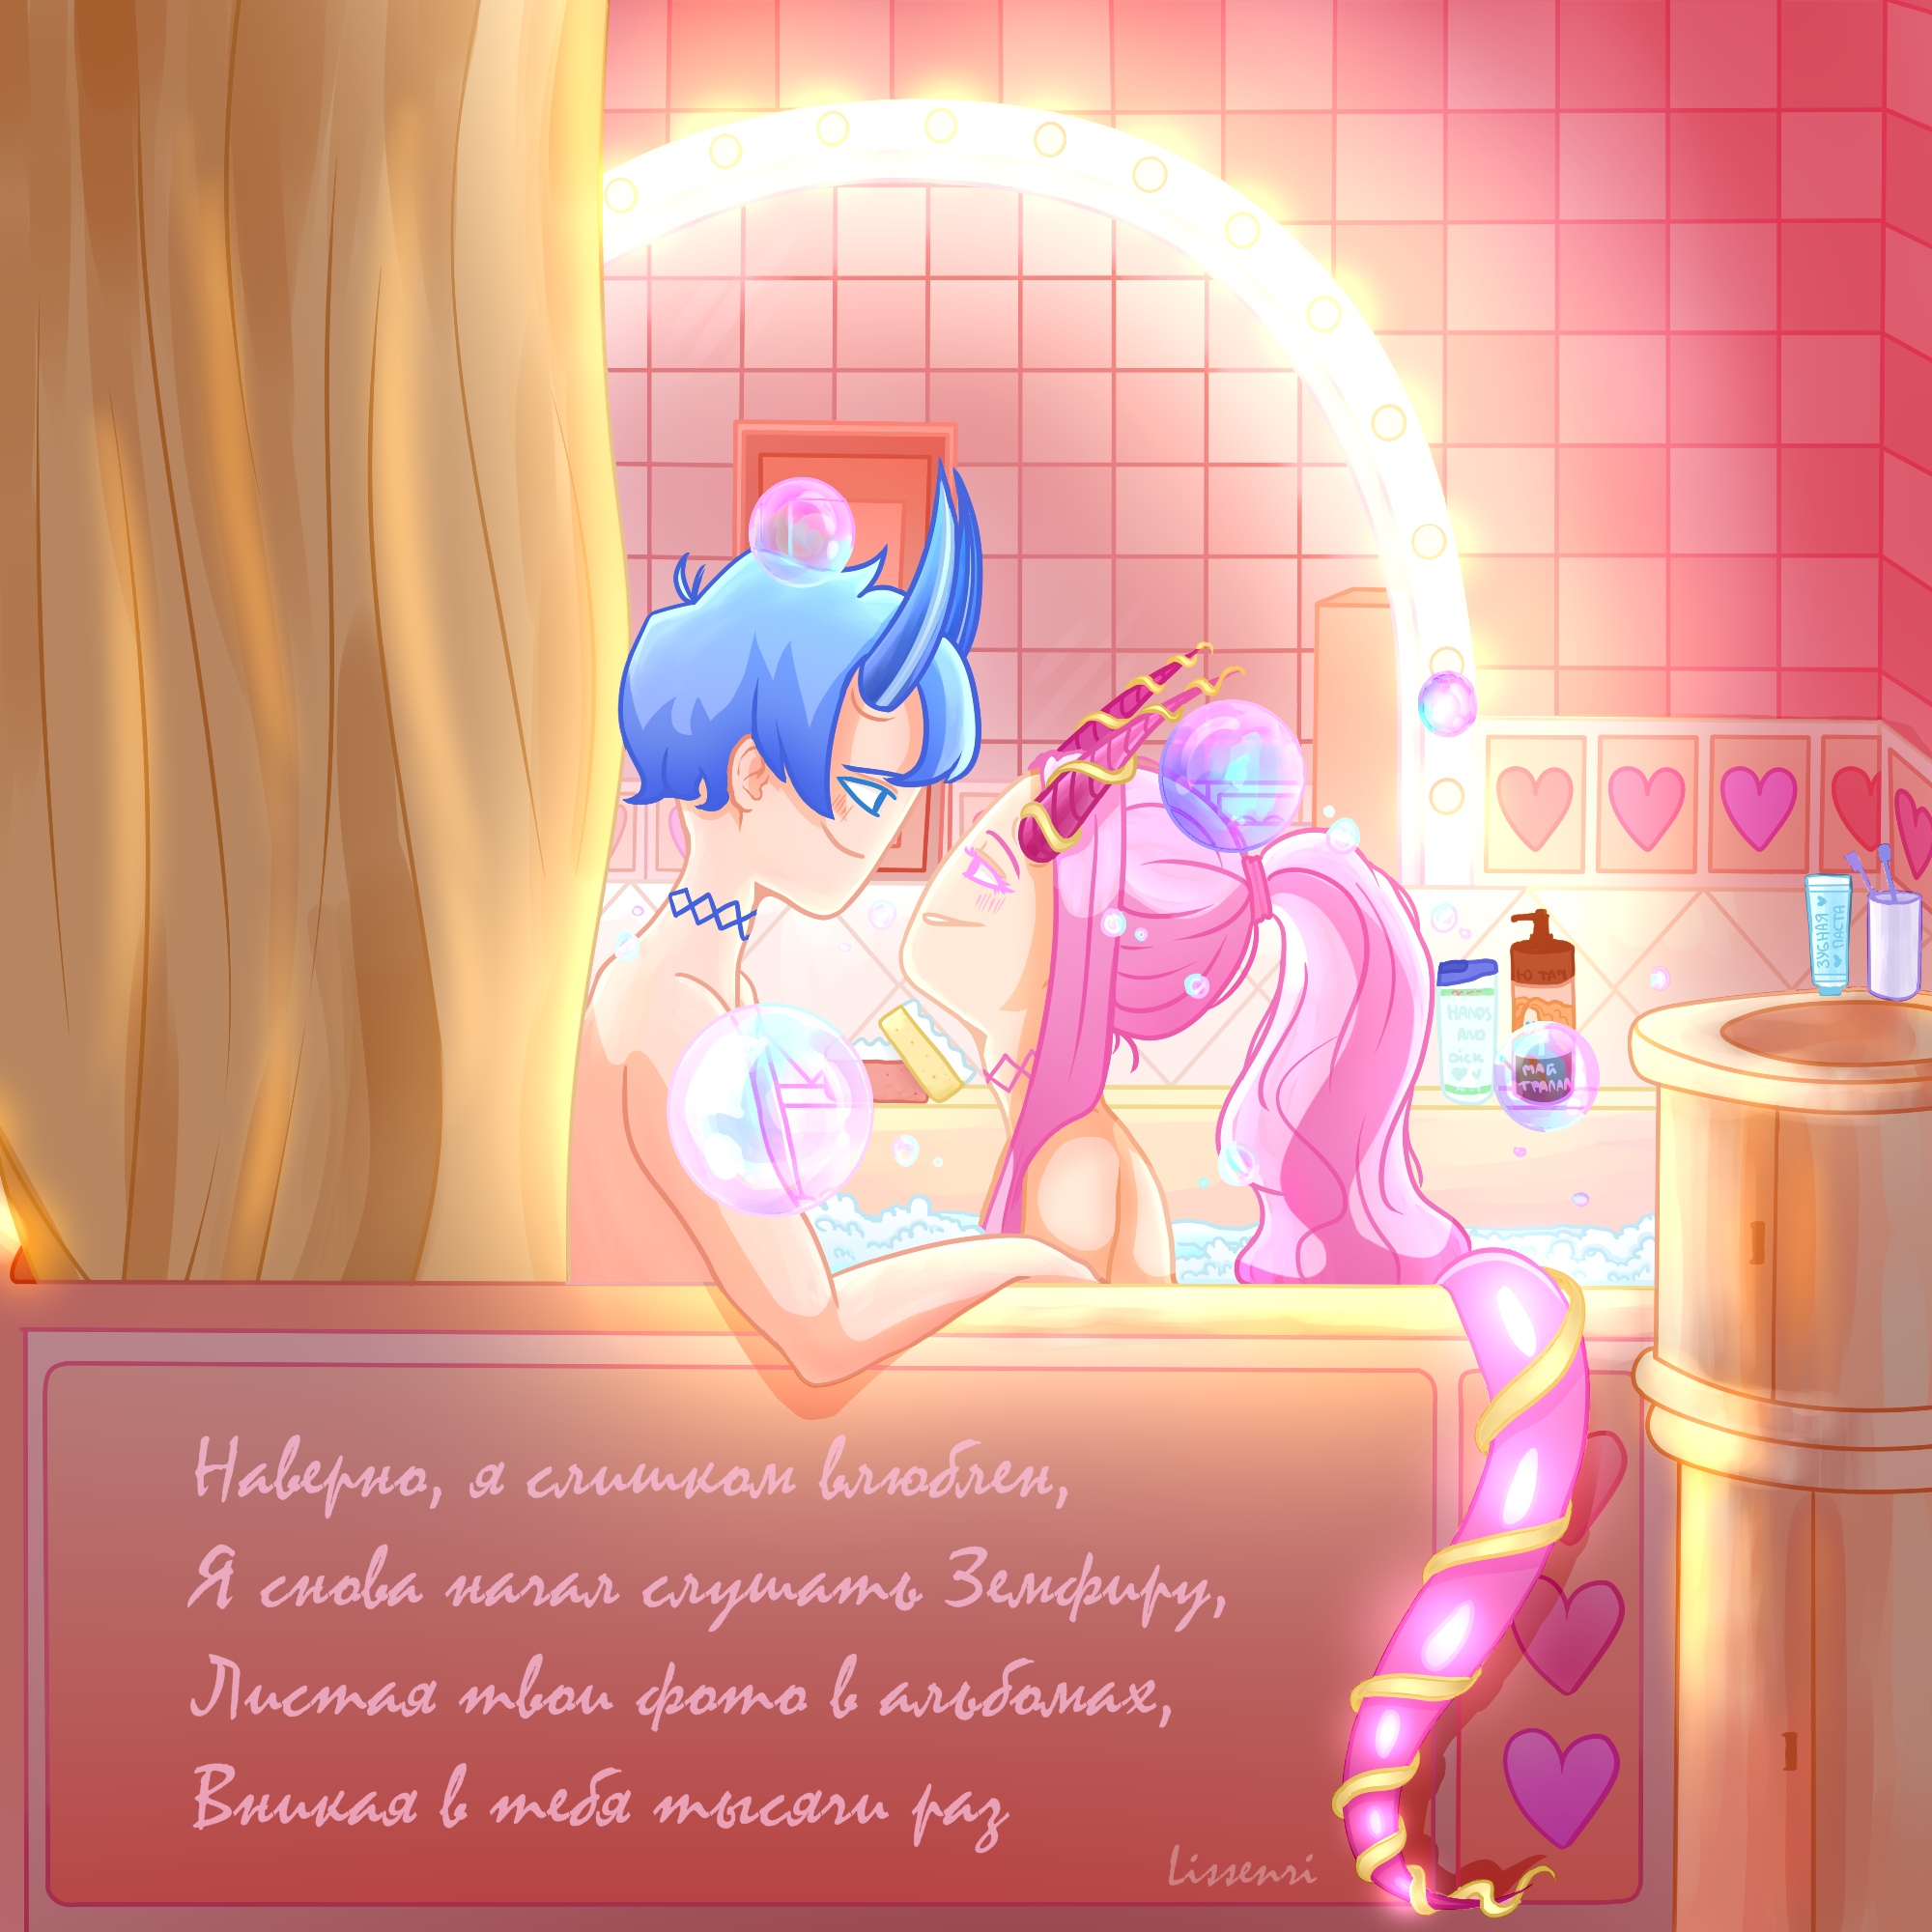 ЗУБНАЯ
ПАСТА
HANDS
AND
DICK
МАЙ
Наверно, я слишком влюблен,
Я снова начал слушать Земфиру,
Листая твои фото в альбомах,
Вникая в тебя тысячи раз
Lissenri